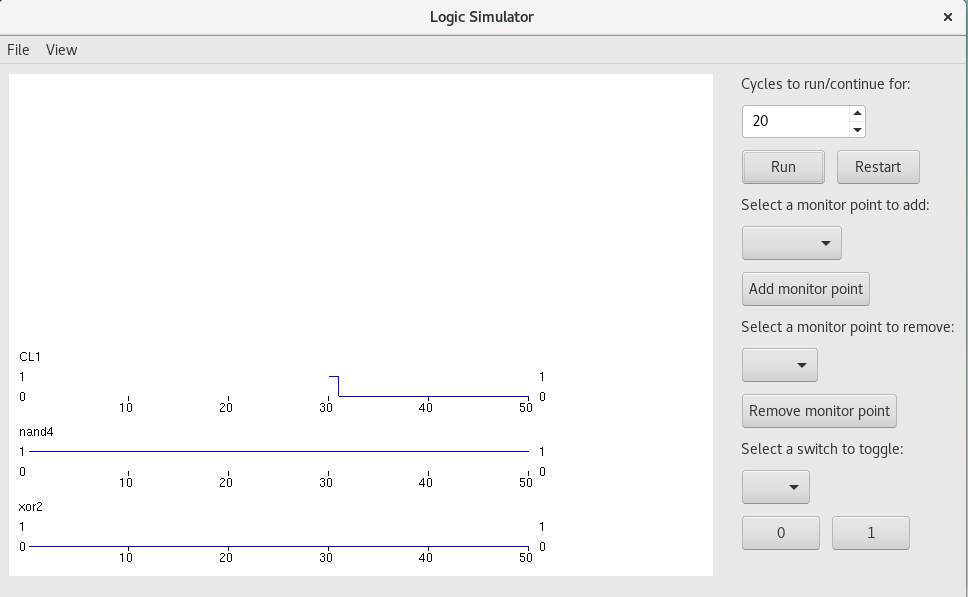 Logic Simulator
File View
Cycles to run/continue for:
20
Run Restart
Select a monitor point to add:
Add monitor point
Select a monitor point to remove:
Remove monitor point
Select a switch to toggle:
0 1
CL1
1 1
0 0
10 20 30 40 50
nand4
1 1
0 0
10 20 30 40 50
xor2
1 1
0 0
10 20 30 40 50